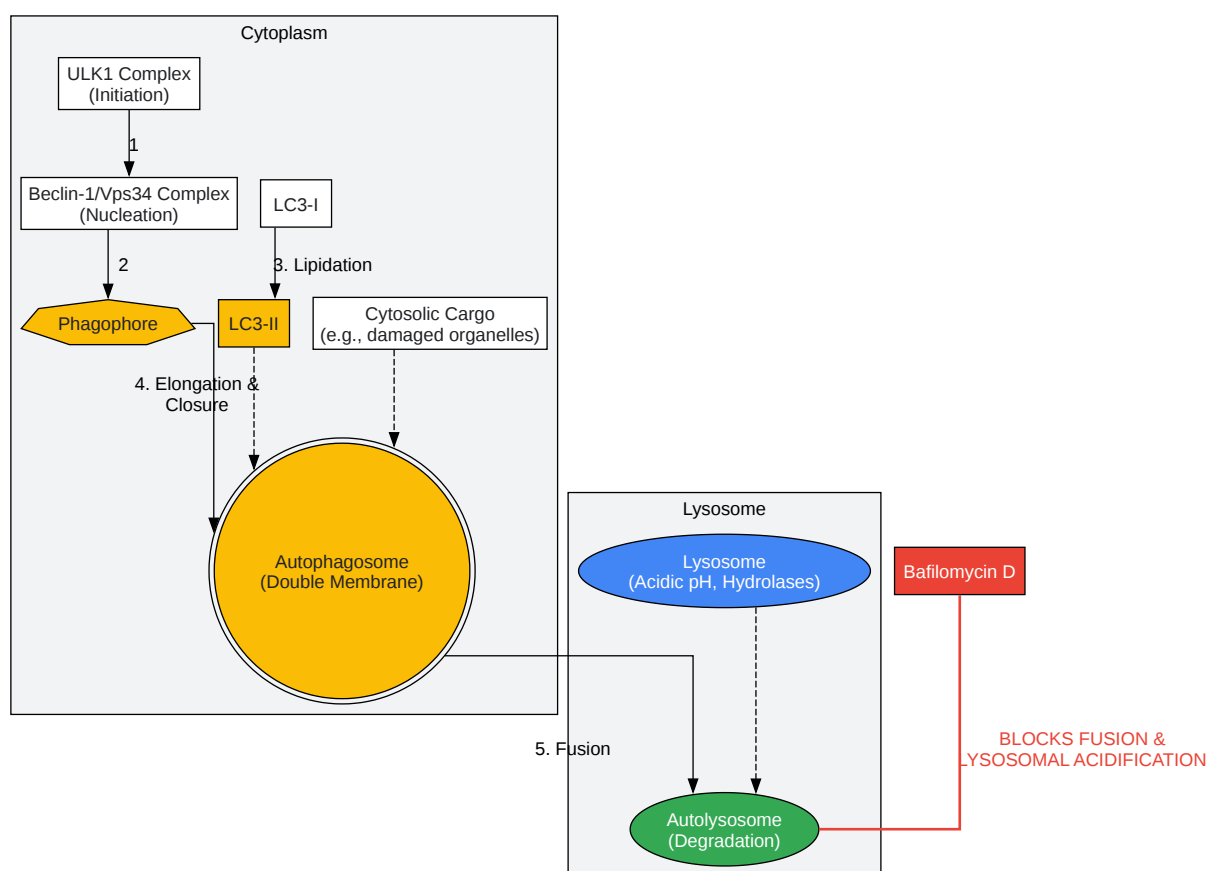 Cytoplasm
ULK1 Complex
(Initiation)
1
Beclin-1/Vps34 Complex
(Nucleation)
LC3-I
2
3. Lipidation
Phagophore
LC3-II
Cytosolic Cargo
(e.g., damaged organelles)
4. Elongation &
Closure
Autophagosome
(Double Membrane)
Lysosome
Lysosome
(Acidic pH, Hydrolases)
Bafilomycin D
5. Fusion
BLOCKS FUSION &
LYSOSOMAL ACIDIFICATION
Autolysosome
(Degradation)